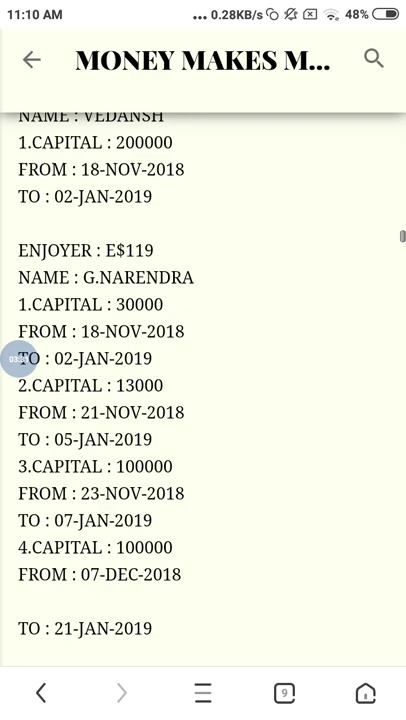 11:10 AM ... 0.28KB/s 48%
MONEY MAKES M...
NAME : VEDANSH
1.CAPITAL : 200000
FROM : 18-NOV-2018
TO : 02-JAN-2019
ENJOYER : E$119
NAME : G.NARENDRA
1.CAPITAL : 30000
FROM : 18-NOV-2018
TO : 02-JAN-2019
2.CAPITAL : 13000
FROM : 21-NOV-2018
TO : 05-JAN-2019
3.CAPITAL : 100000
FROM : 23-NOV-2018
TO : 07-JAN-2019
4.CAPITAL : 100000
FROM : 07-DEC-2018
TO : 21-JAN-2019
9